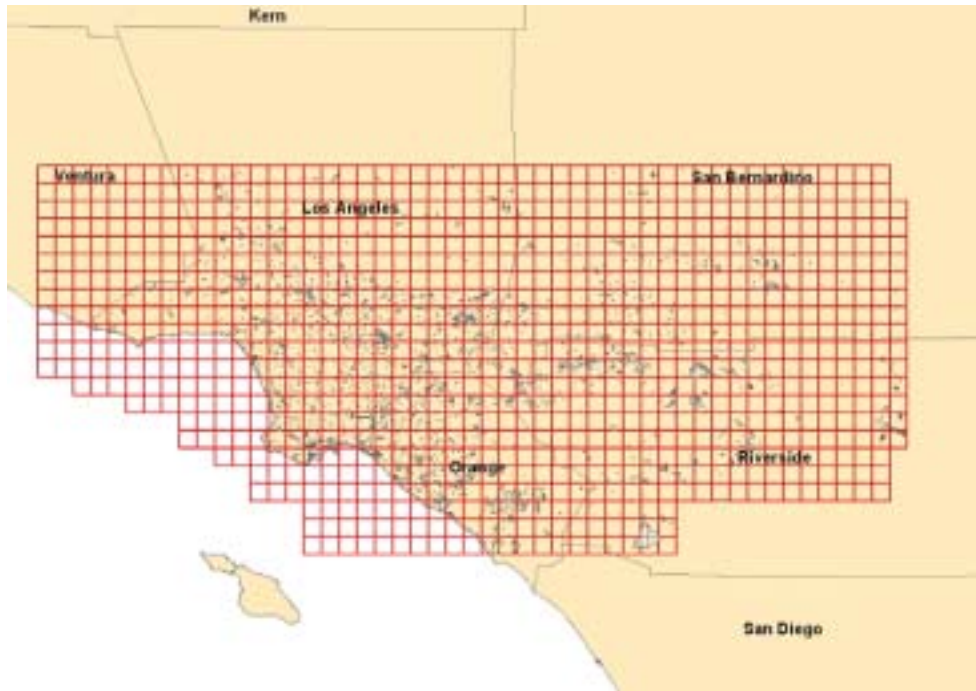 Kern
Ventura
San Bernardino
Los Angeles
Orange
Riverside
San Diego